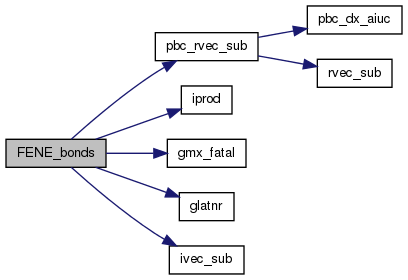 FENE_bonds
pbc_rvec_sub
iprod
gmx_fatal
glatnr
ivec_sub
pbc_dx_aiuc
rvec_sub